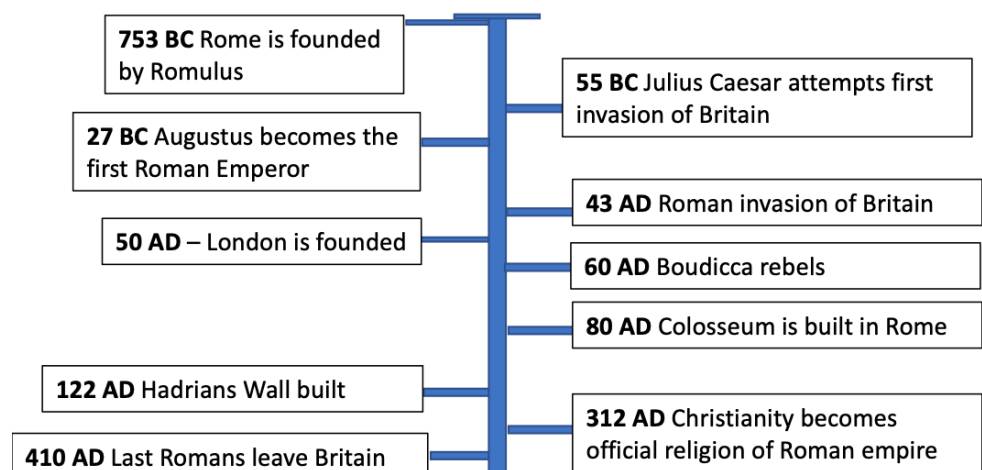 753 BC Rome is founded
by Romulus
55 BC Julius Caesar attempts first
invasion of Britain
27 BC Augustus becomes the
first Roman Emperor
43 AD Roman invasion of Britain
50 AD – London is founded
60 AD Boudicca rebels
80 AD Colosseum is built in Rome
122 AD Hadrians Wall built
312 AD Christianity becomes
official religion of Roman empire
410 AD Last Romans leave Britain